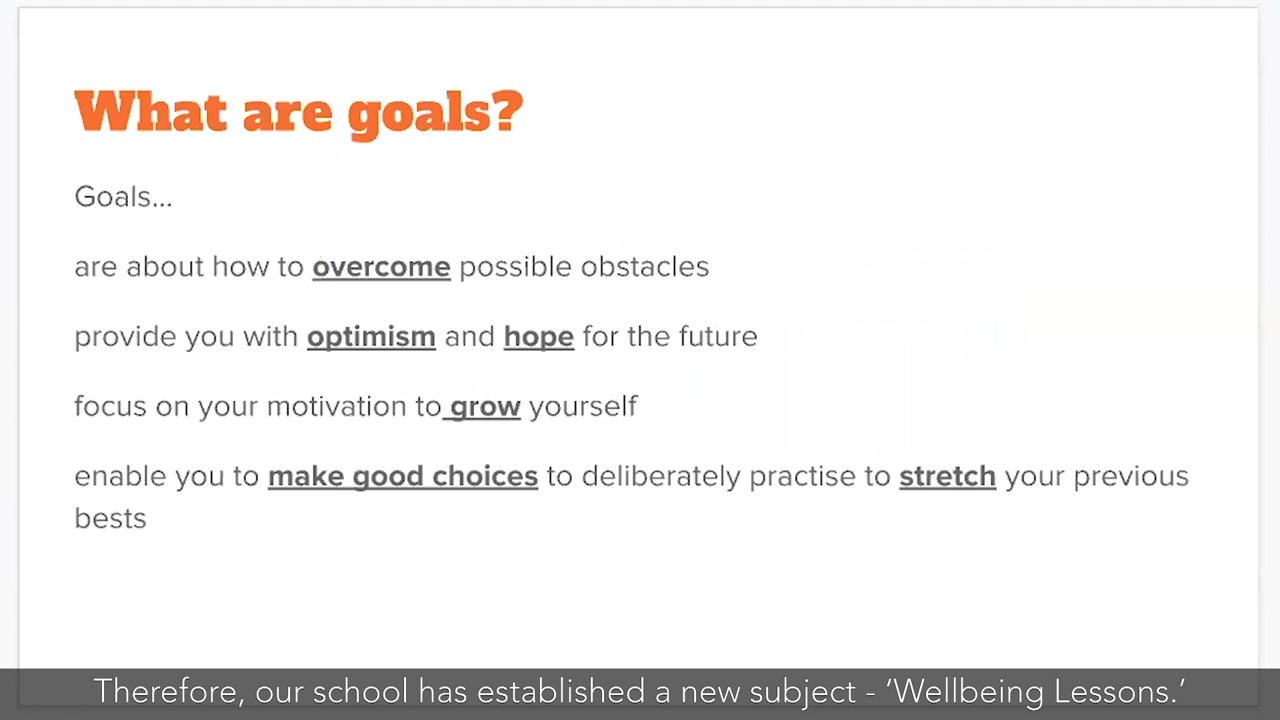 What are goals?
Goals...
are about how to overcome possible obstacles
provide you with optimism and hope for the future
focus on your motivation to grow yourself
enable you to make good choices to deliberately practise to stretch your previous
bests
Therefore, our school has established a new subject - ‘Wellbeing Lessons.’